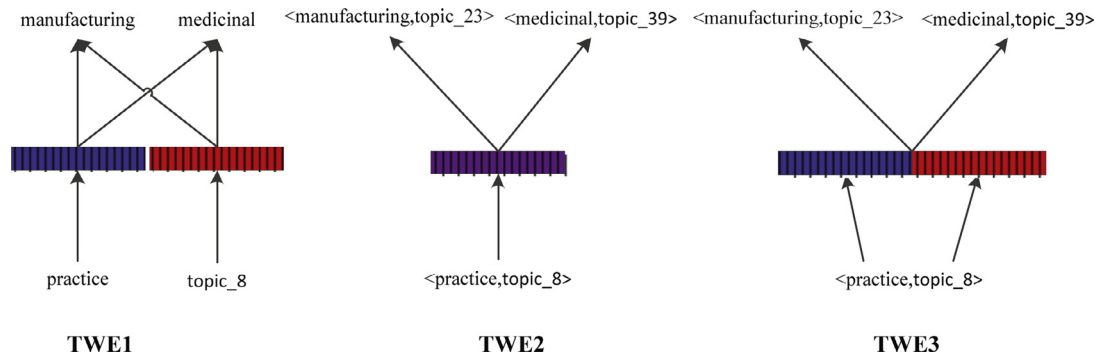 manufacturing medicinal <manufacturing,topic_23> <medicinal,topic_39> <manufacturing,topic_23> <medicinal,topic_39>
practice topic_8 <practice,topic_8> <practice,topic_8>
TWE1 TWE2 TWE3